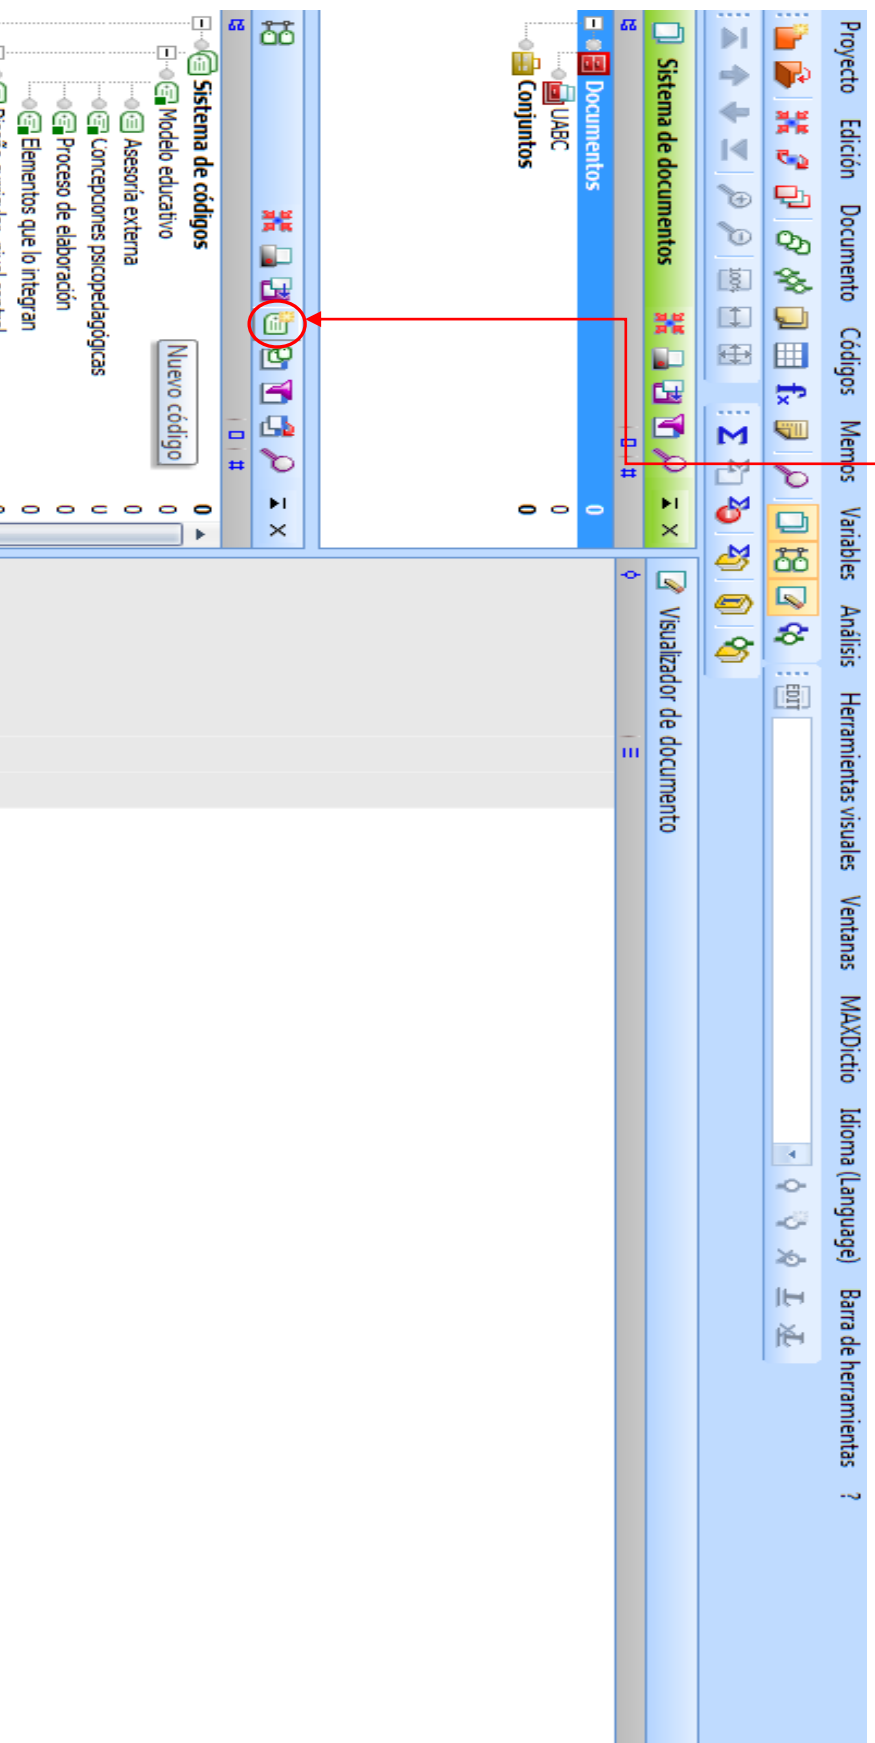 Proyecto Edición Documento Códigos Memos Variables Análisis Herramientas visuales Ventanas MAXDictio Idioma (Language) Barra de herramientas ?
EDIT
100%
Sistema de documentos
Visualizador de documento
Documentos 0
UABC 0
Conjuntos 0
Sistema de códigos 0
Modelo educativo 0
Nuevo código
Asesoría externa 0
Concepciones psicopedagógicas 0
Proceso de elaboración 0
Elementos que lo integran 0